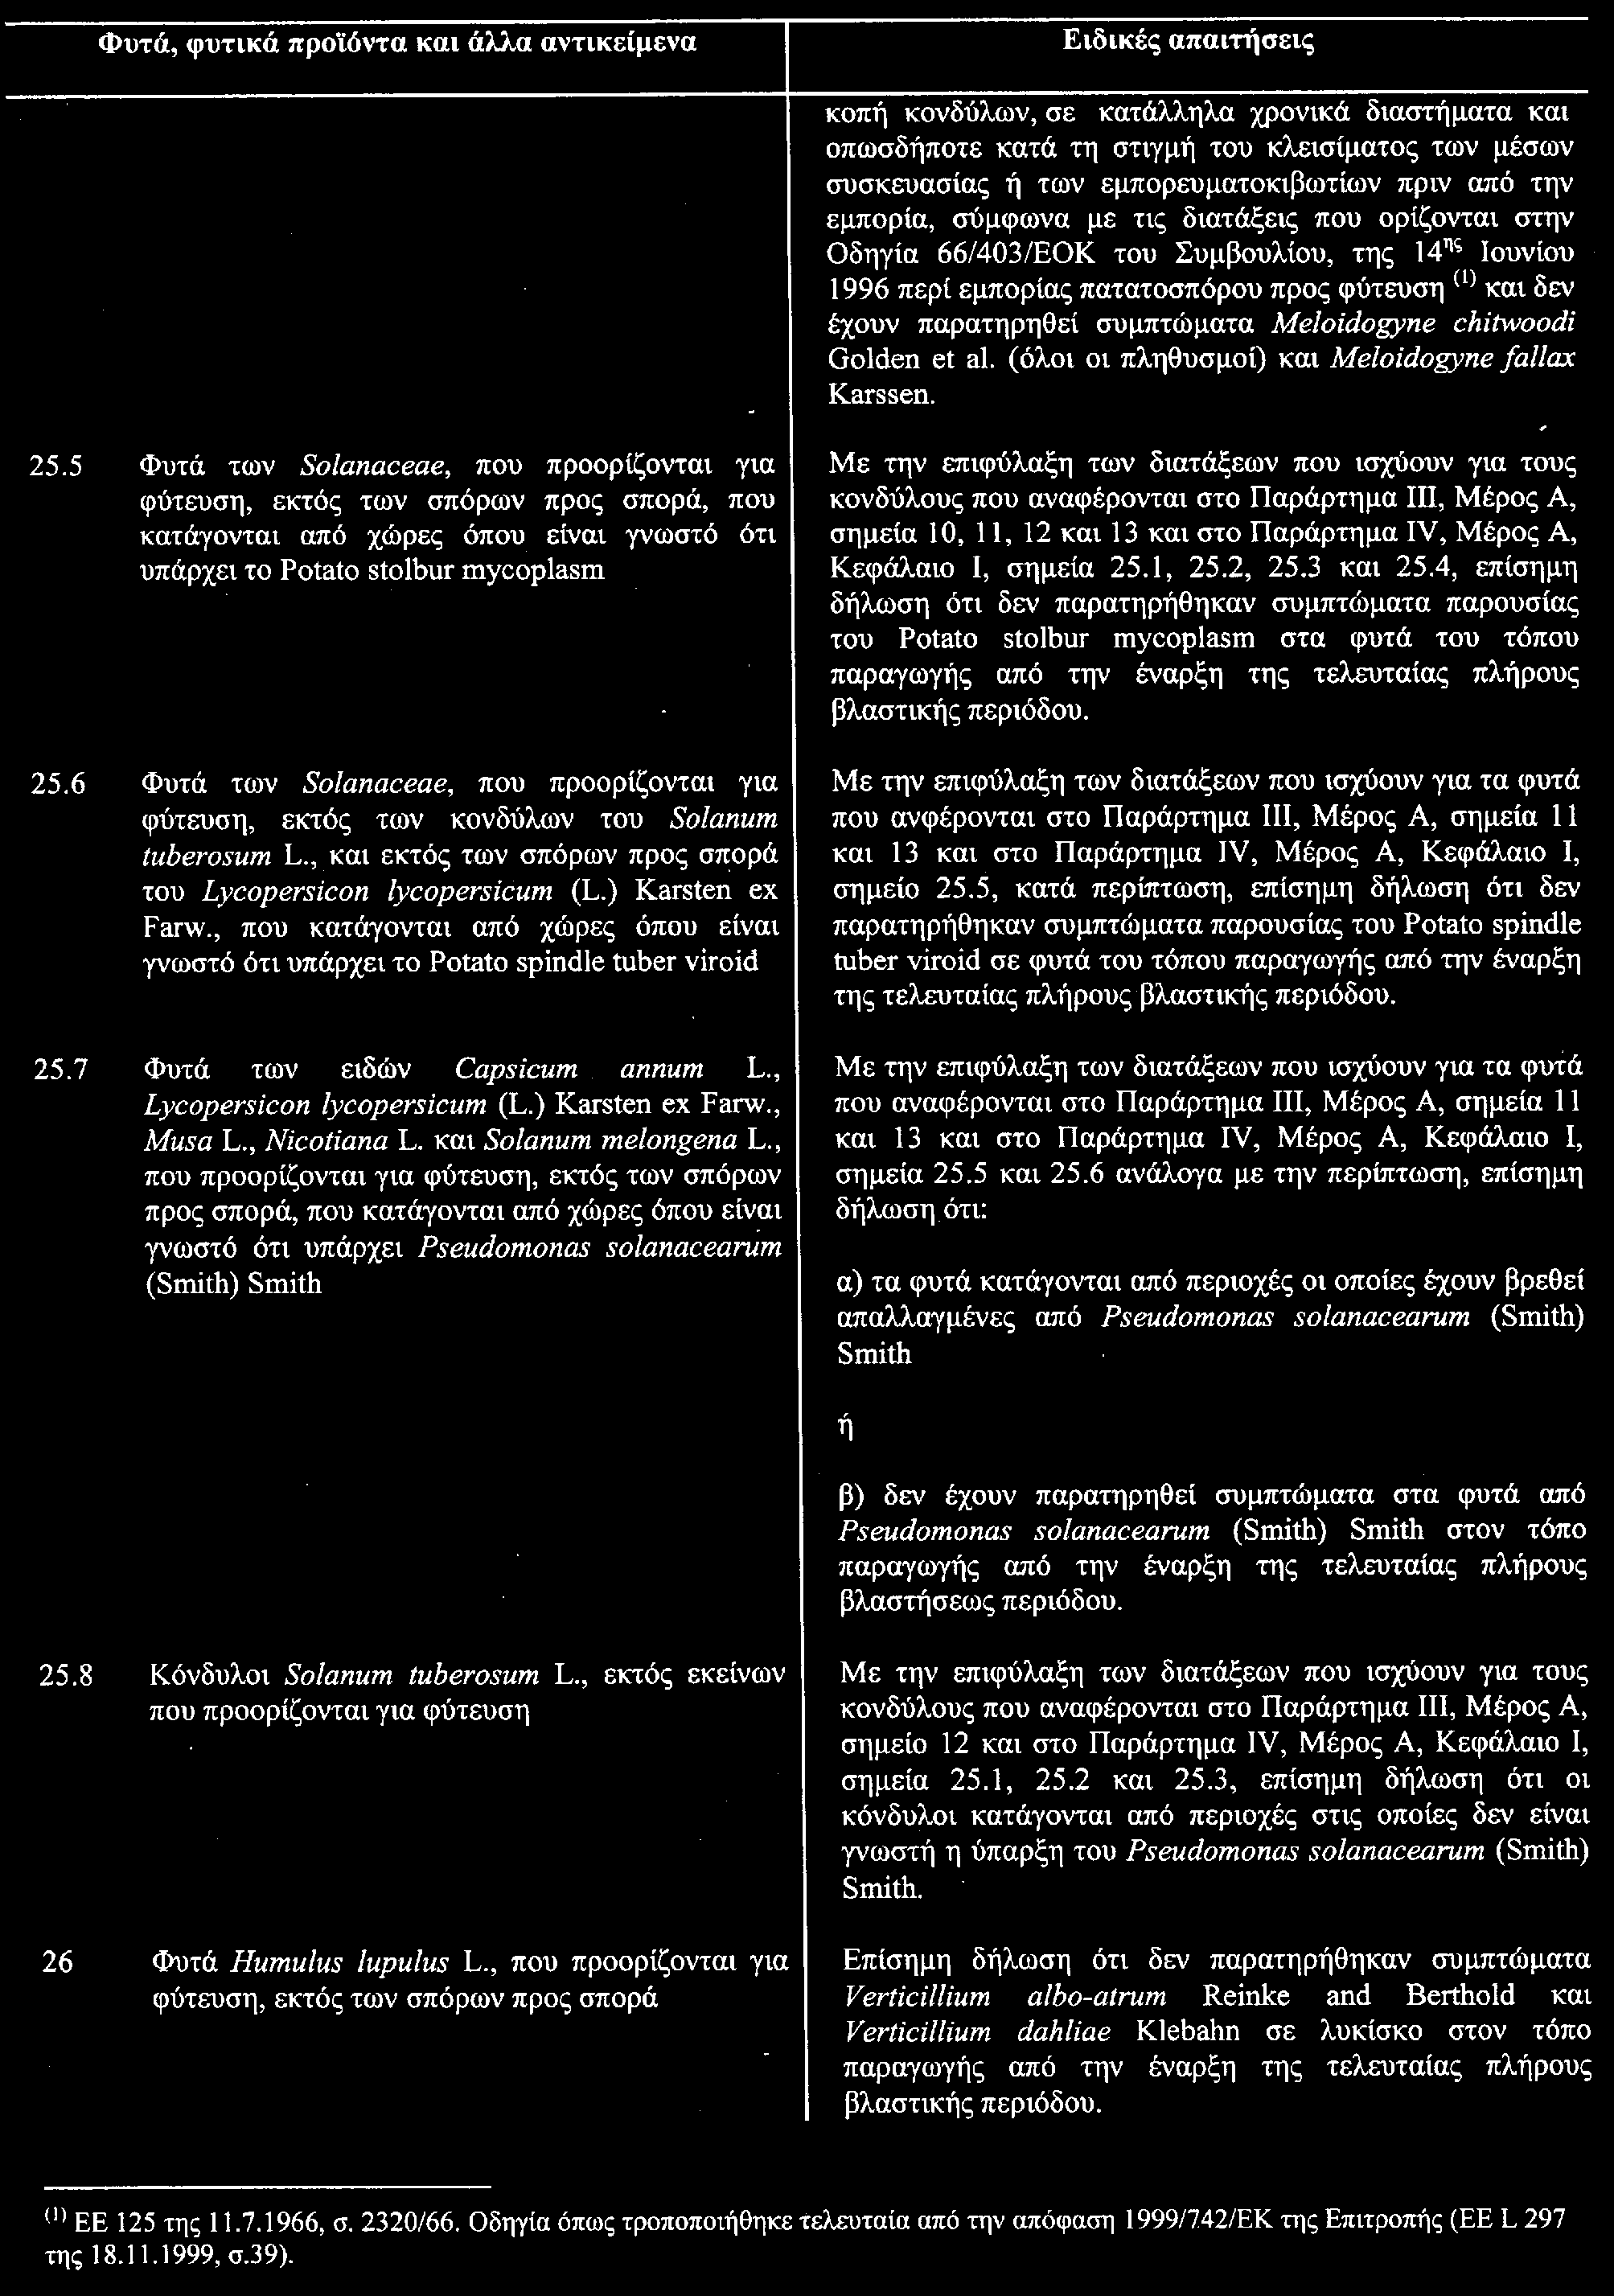 Φυτά, φυτικά προϊόντα και άλλα αντικείμενα
Ειδικές απαιτήσεις
κοπή κονδύλων, σε κατάλληλα χρονικά διαστήματα και
οπωσδήποτε κατά τη στιγμή του κλεισίματος των μέσων
συσκευασίας ή των εμπορευματοκιβωτίων πριν από την
εμπορία, σύμφωνα με τις διατάξεις που ορίζονται στην
Οδηγία 66/403/ΕΟΚ του Συμβουλίου, της 14ης Ιουνίου
1996 περί εμπορίας πατατοσπόρου προς φύτευση (1) και δεν
έχουν παρατηρηθεί συμπτώματα Meloidogyne chitwoodi
Golden et al. (όλοι οι πληθυσμοί) και Meloidogyne fallax
Karssen.
25.5 Φυτά των Solanaceae, που προορίζονται για
φύτευση, εκτός των σπόρων προς σπορά, που
κατάγονται από χώρες όπου είναι γνωστό ότι
υπάρχει το Potato stolbur mycoplasm
Με την επιφύλαξη των διατάξεων που ισχύουν για τους
κονδύλους που αναφέρονται στο Παράρτημα III, Μέρος Α,
σημεία 10, 11, 12 και 13 και στο Παράρτημα IV, Μέρος Α,
Κεφάλαιο Ι, σημεία 25.1, 25.2, 25.3 και 25.4, επίσημη
δήλωση ότι δεν παρατηρήθηκαν συμπτώματα παρουσίας
του Potato stolbur mycoplasm στα φυτά του τόπου
παραγωγής από την έναρξη της τελευταίας πλήρους
βλαστικής περιόδου.
25.6 Φυτά των Solanaceae, που προορίζονται για
φύτευση, εκτός των κονδύλων του Solanum
tuberosum L., και εκτός των σπόρων προς σπορά
του Lycopersicon lycopersicum (L.) Karsten ex
Farw., που κατάγονται από χώρες όπου είναι
γνωστό ότι υπάρχει το Potato spindle tuber viroid
Με την επιφύλαξη των διατάξεων που ισχύουν για τα φυτά
που ανφέρονται στο Παράρτημα III, Μέρος Α, σημεία 11
και 13 και στο Παράρτημα IV, Μέρος Α, Κεφάλαιο Ι,
σημείο 25.5, κατά περίπτωση, επίσημη δήλωση ότι δεν
παρατηρήθηκαν συμπτώματα παρουσίας του Potato spindle
tuber viroid σε φυτά του τόπου παραγωγής από την έναρξη
της τελευταίας πλήρους βλαστικής περιόδου.
25.7 Φυτά των ειδών Capsicum annum L.,
Lycopersicon lycopersicum (L.) Karsten ex Farw.,
Musa L., Nicotiana L. και Solanum melongena L.,
που προορίζονται για φύτευση, εκτός των σπόρων
προς σπορά, που κατάγονται από χώρες όπου είναι
γνωστό ότι υπάρχει Pseudomonas solanacearum
(Smith) Smith
Με την επιφύλαξη των διατάξεων που ισχύουν για τα φυτά
που αναφέρονται στο Παράρτημα III, Μέρος Α, σημεία 11
και 13 και στο Παράρτημα IV, Μέρος Α, Κεφάλαιο Ι,
σημεία 25.5 και 25.6 ανάλογα με την περίπτωση, επίσημη
δήλωση ότι:
α) τα φυτά κατάγονται από περιοχές οι οποίες έχουν βρεθεί
απαλλαγμένες από Pseudomonas solanacearum (Smith)
Smith
ή
β) δεν έχουν παρατηρηθεί συμπτώματα στα φυτά από
Pseudomonas solanacearum (Smith) Smith στον τόπο
παραγωγής από την έναρξη της τελευταίας πλήρους
βλαστήσεως περιόδου.
25.8 Κόνδυλοι Solanum tuberosum L., εκτός εκείνων
που προορίζονται για φύτευση
Με την επιφύλαξη των διατάξεων που ισχύουν για τους
κονδύλους που αναφέρονται στο Παράρτημα III, Μέρος Α,
σημείο 12 και στο Παράρτημα IV, Μέρος Α, Κεφάλαιο Ι,
σημεία 25.1, 25.2 και 25.3, επίσημη δήλωση ότι οι
κόνδυλοι κατάγονται από περιοχές στις οποίες δεν είναι
γνωστή η ύπαρξη του Pseudomonas solanacearum (Smith)
Smith.
26 Φυτά Humulus lupulus L., που προορίζονται για
φύτευση, εκτός των σπόρων προς σπορά
Επίσημη δήλωση ότι δεν παρατηρήθηκαν συμπτώματα
Verticillium albo-atrum Reinke and Berthold και
Verticillium dahliae Klebahn σε λυκίσκο στον τόπο
παραγωγής από την έναρξη της τελευταίας πλήρους
βλαστικής περιόδου.
(1) ΕΕ 125 της 11.7.1966, σ. 2320/66. Οδηγία όπως τροποποιήθηκε τελευταία από την απόφαση 1999/742/ΕΚ της Επιτροπής (ΕΕ L 297
της 18.11.1999, σ.39).